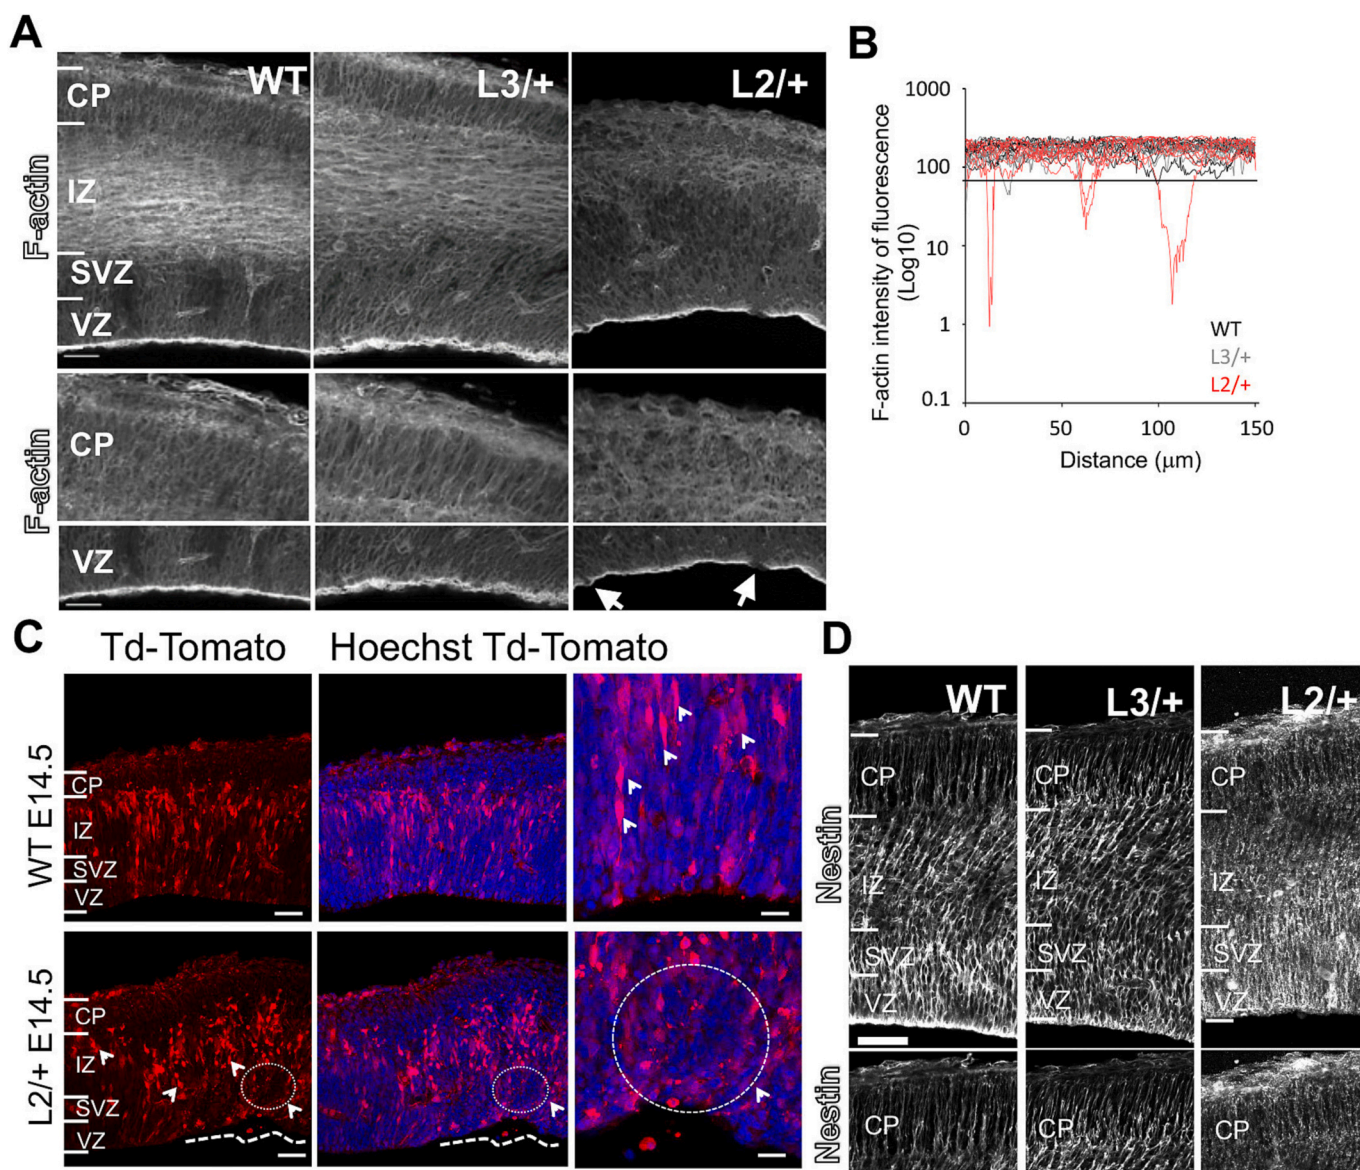 A
WT
L3/+
L2/+
F-actin
CP
IZ
SVZ
VZ
F-actin
CP
VZ
B
F-actin intensity of fluorescence
(Log10)
1000
100
10
1
0.1
0
50
100
150
Distance (μm)
WT
L3/+
L2/+
C
Td-Tomato
Hoechst Td-Tomato
WT E14.5
CP
IZ
SVZ
VZ
L2/+ E14.5
CP
IZ
SVZ
VZ
D
WT
L3/+
L2/+
Nestin
CP
CP
CP
IZ
IZ
IZ
SVZ
SVZ
SVZ
VZ
VZ
VZ
Nestin
CP
CP
CP